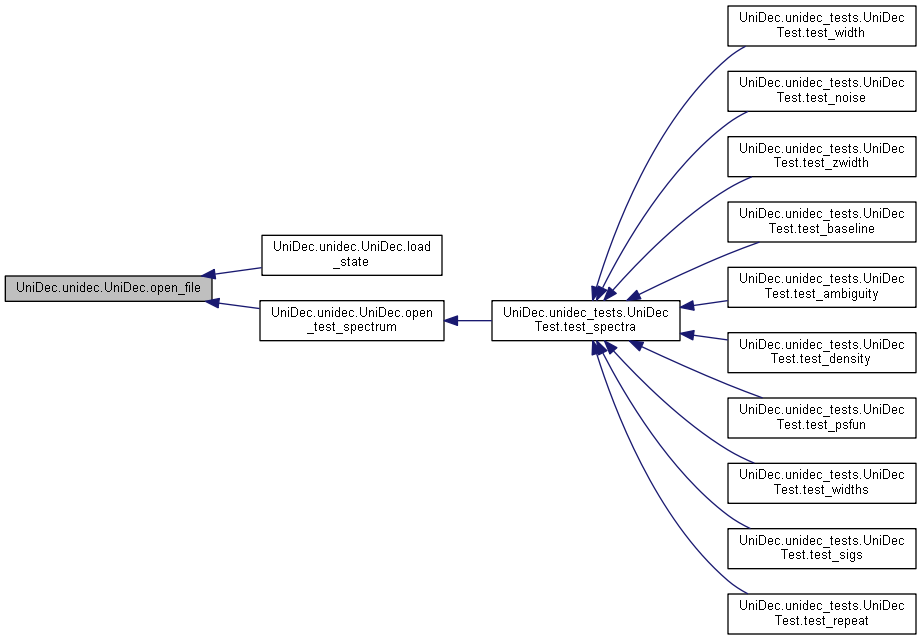 UniDec.unidec.UniDec.open_file
UniDec.unidec.UniDec.load
_state
UniDec.unidec.UniDec.open
_test_spectrum
UniDec.unidec_tests.UniDec
Test.test_spectra
UniDec.unidec_tests.UniDec
Test.test_width
UniDec.unidec_tests.UniDec
Test.test_noise
UniDec.unidec_tests.UniDec
Test.test_zwidth
UniDec.unidec_tests.UniDec
Test.test_baseline
UniDec.unidec_tests.UniDec
Test.test_ambiguity
UniDec.unidec_tests.UniDec
Test.test_density
UniDec.unidec_tests.UniDec
Test.test_psfun
UniDec.unidec_tests.UniDec
Test.test_widths
UniDec.unidec_tests.UniDec
Test.test_sigs
UniDec.unidec_tests.UniDec
Test.test_repeat